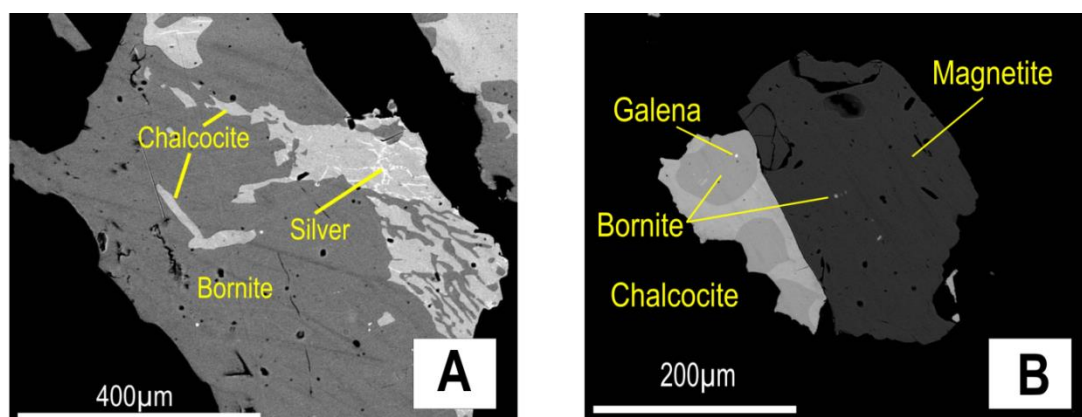 Chalcocite
Silver
Bornite
400µm
A
Galena
Magnetite
Bornite
Chalcocite
200µm
B